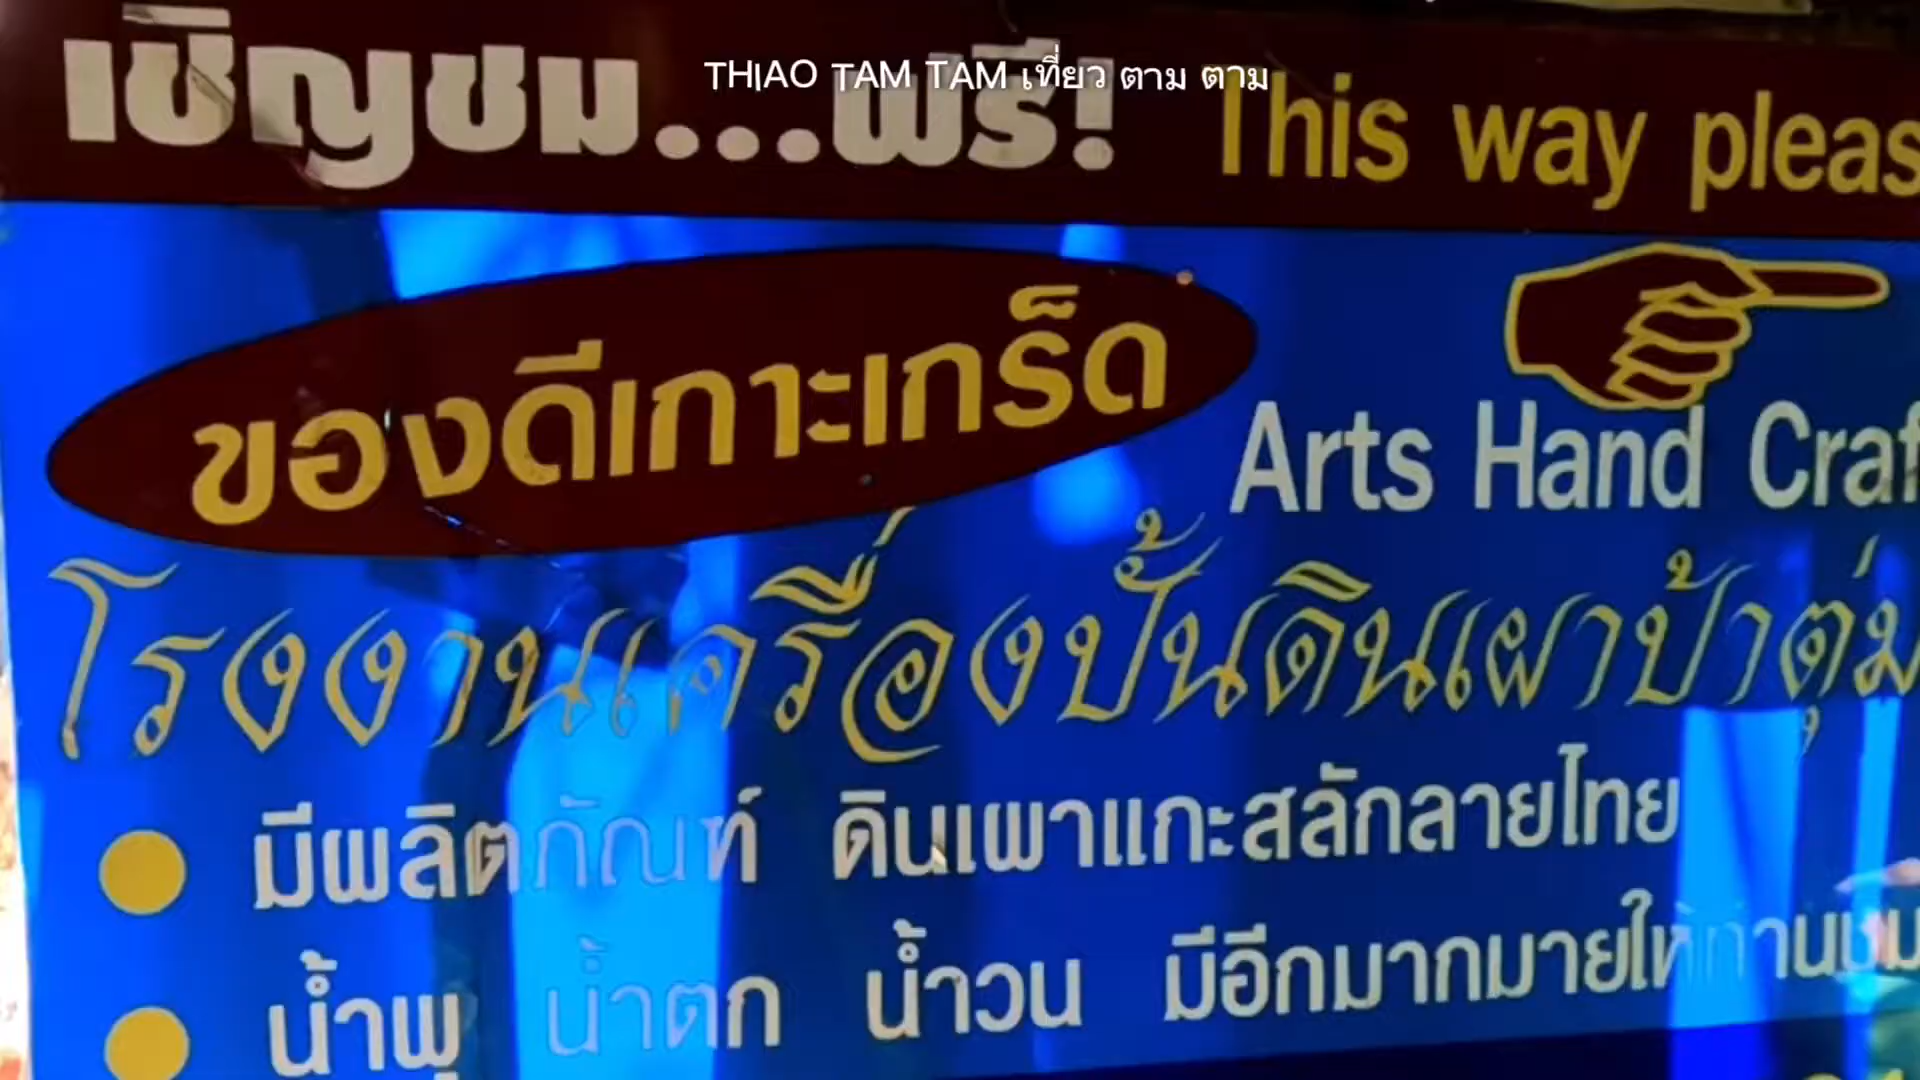 THIAO TAM TAM เที่ยว ตาม ตาม
เชิญชม...ฟรี! This way pleas
ของดีเกาะเกร็ด
Arts Hand Craf
โรงงานเครื่องปั้นดินเผาป้าตุ่ม
มีผลิตภัณฑ์ ดินเผาแกะสลักลายไทย
น้ำพุ น้ำตก น้ำวน มีอีกมากมายให้ท่านชม